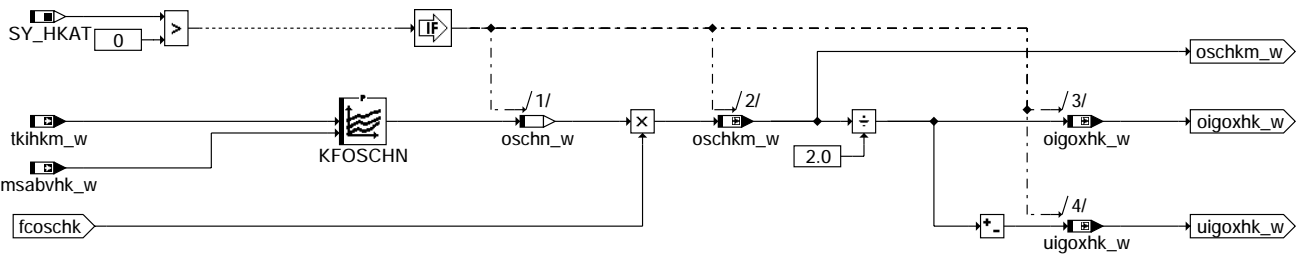 SY_HKAT
0
>
IF
oschkm_w
/1/
/2/
/3/
tkihkm_w
P
KFOSCHN
oschn_w
×
oschkm_w
÷
oigoxhk_w
oigoxhk_w
2.0
msabvhk_w
fcoschk
/4/
+-
uigoxhk_w
uigoxhk_w